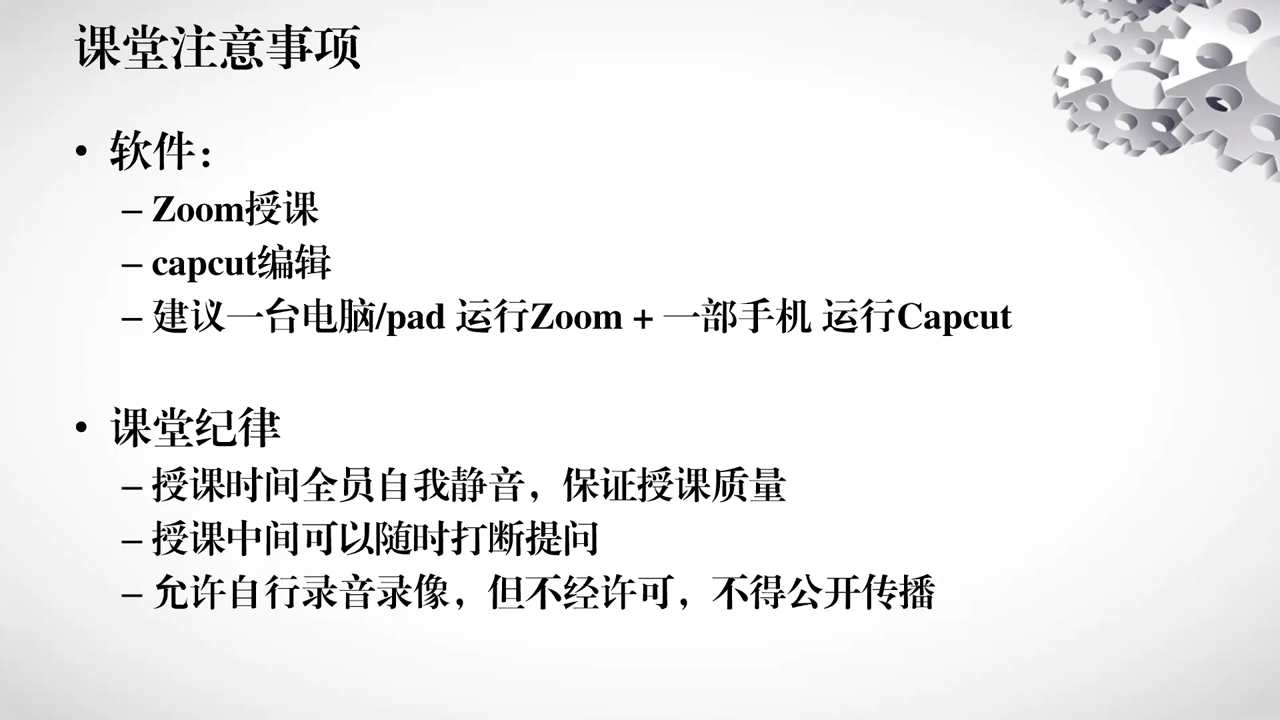 课堂注意事项
• 软件：
– Zoom授课
– capcut编辑
– 建议一台电脑/pad 运行Zoom + 一部手机 运行Capcut
• 课堂纪律
– 授课时间全员自我静音，保证授课质量
– 授课中间可以随时打断提问
– 允许自行录音录像，但不经许可，不得公开传播